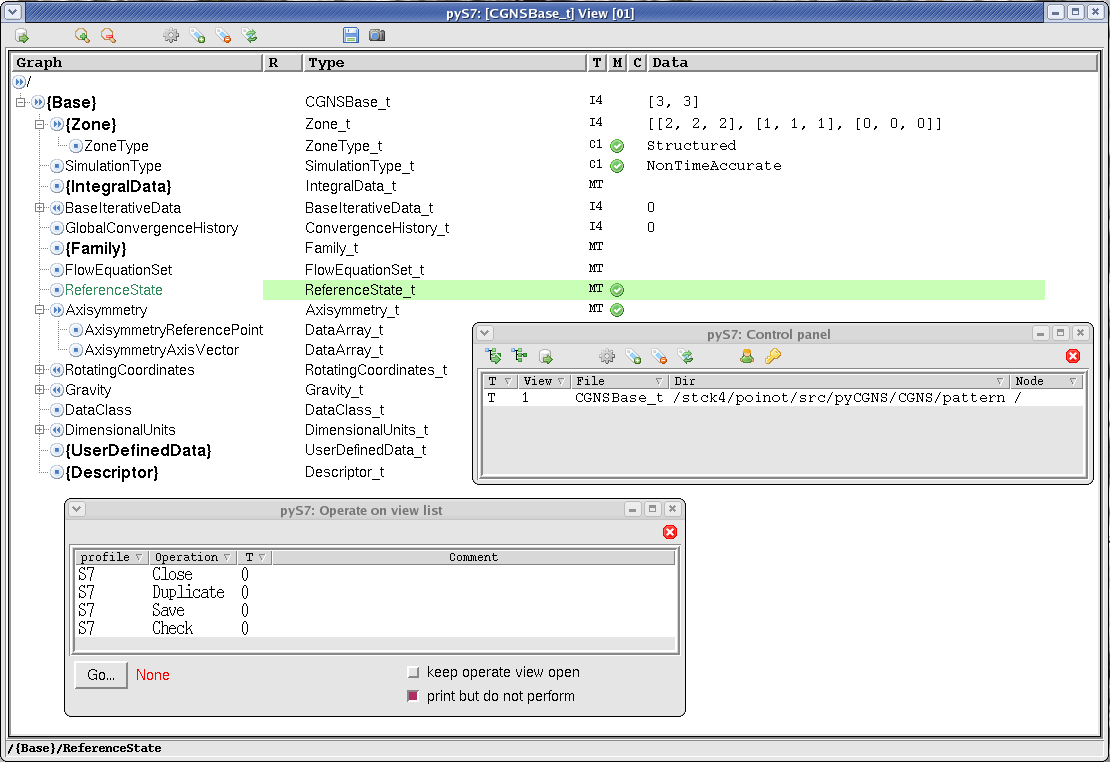 pyS7: [CGNSBase_t] View [01]
Graph R Type T M C Data
/
{Base} CGNSBase_t I4 [3, 3]
{Zone} Zone_t I4 [[2, 2, 2], [1, 1, 1], [0, 0, 0]]
ZoneType ZoneType_t C1 Structured
SimulationType SimulationType_t C1 NonTimeAccurate
{IntegralData} IntegralData_t MT
BaseIterativeData BaseIterativeData_t I4 0
GlobalConvergenceHistory ConvergenceHistory_t I4 0
{Family} Family_t MT
FlowEquationSet FlowEquationSet_t MT
ReferenceState ReferenceState_t MT
Axisymmetry Axisymmetry_t MT
AxisymmetryReferencePoint DataArray_t
AxisymmetryAxisVector DataArray_t
RotatingCoordinates RotatingCoordinates_t
Gravity Gravity_t
DataClass DataClass_t
DimensionalUnits DimensionalUnits_t
{UserDefinedData} UserDefinedData_t
{Descriptor} Descriptor_t
pyS7: Control panel
T View File Dir Node
T 1 CGNSBase_t /stck4/poinot/src/pyCGNS/CGNS/pattern /
pyS7: Operate on view list
profile Operation T Comment
S7 Close ()
S7 Duplicate ()
S7 Save ()
S7 Check ()
Go... None
keep operate view open
print but do not perform
/{Base}/ReferenceState